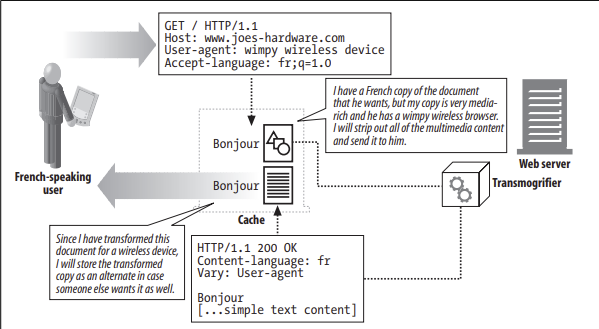 GET / HTTP/1.1
Host: www.joes-hardware.com
User-agent: wimpy wireless device
Accept-language: fr;q=1.0
I have a French copy of the document
that he wants, but my copy is very media-
rich and he has a wimpy wireless browser.
I will strip out all of the multimedia content
and send it to him.
Bonjour
Web server
Transmogrifier
French-speaking
user
Bonjour
Cache
Since I have transformed this
document for a wireless device,
I will store the transformed
copy as an alternate in case
someone else wants it as well.
HTTP/1.1 200 OK
Content-language: fr
Vary: User-agent
Bonjour
[...simple text content]